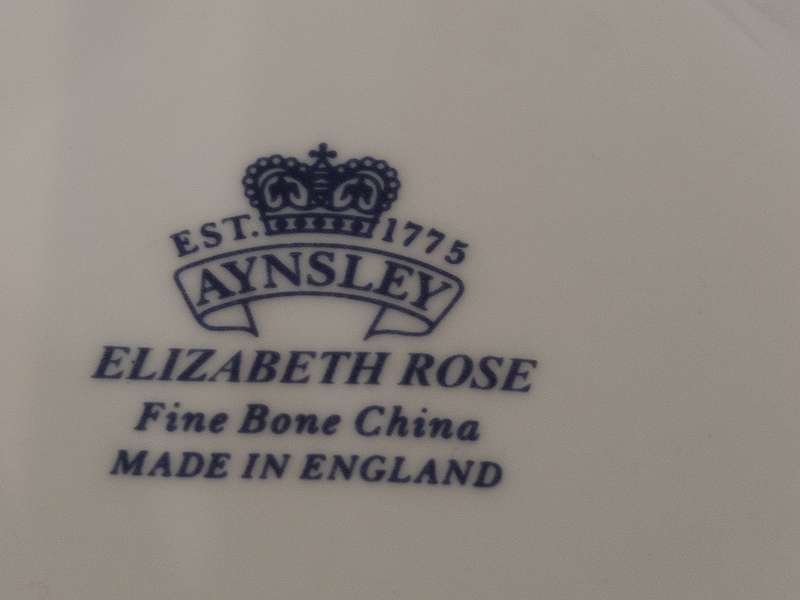 EST. 1775
AYNSLEY
ELIZABETH ROSE
Fine Bone China
MADE IN ENGLAND